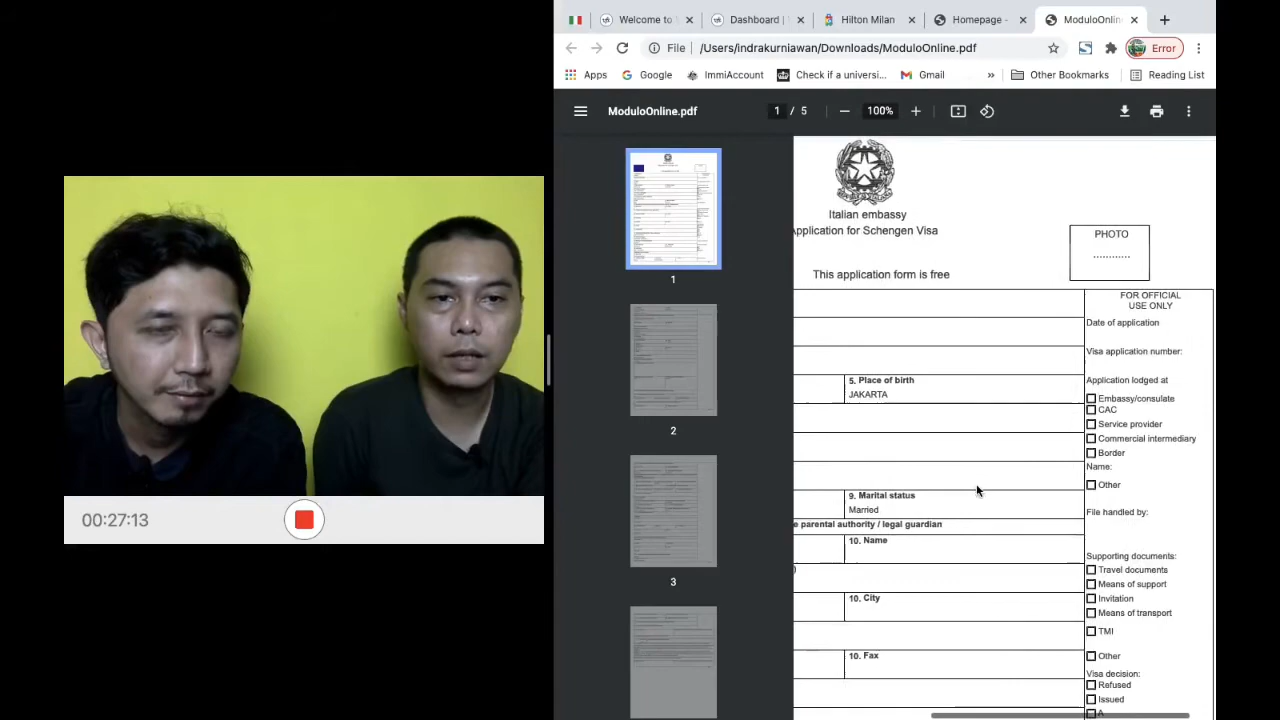 Welcome to
Dashboard |
Hilton Milan
Homepage -
ModuloOnlin
File /Users/indrakurniawan/Downloads/ModuloOnline.pdf
Error
Apps
Google
ImmiAccount
Check if a universi...
Gmail
»
Other Bookmarks
Reading List
ModuloOnline.pdf
1 / 5
100%
1
2
3
Italian embassy
Application for Schengen Visa
This application form is free
PHOTO
............
FOR OFFICIAL
USE ONLY
Date of application
Visa application number:
5. Place of birth
JAKARTA
Application lodged at
Embassy/consulate
CAC
Service provider
Commercial intermediary
Border
Name:
Other
9. Marital status
Married
File handled by:
e parental authority / legal guardian
10. Name
Supporting documents:
Travel documents
Means of support
10. City
Invitation
Means of transport
TMI
10. Fax
Other
Visa decision:
Refused
Issued
A
00:27:13